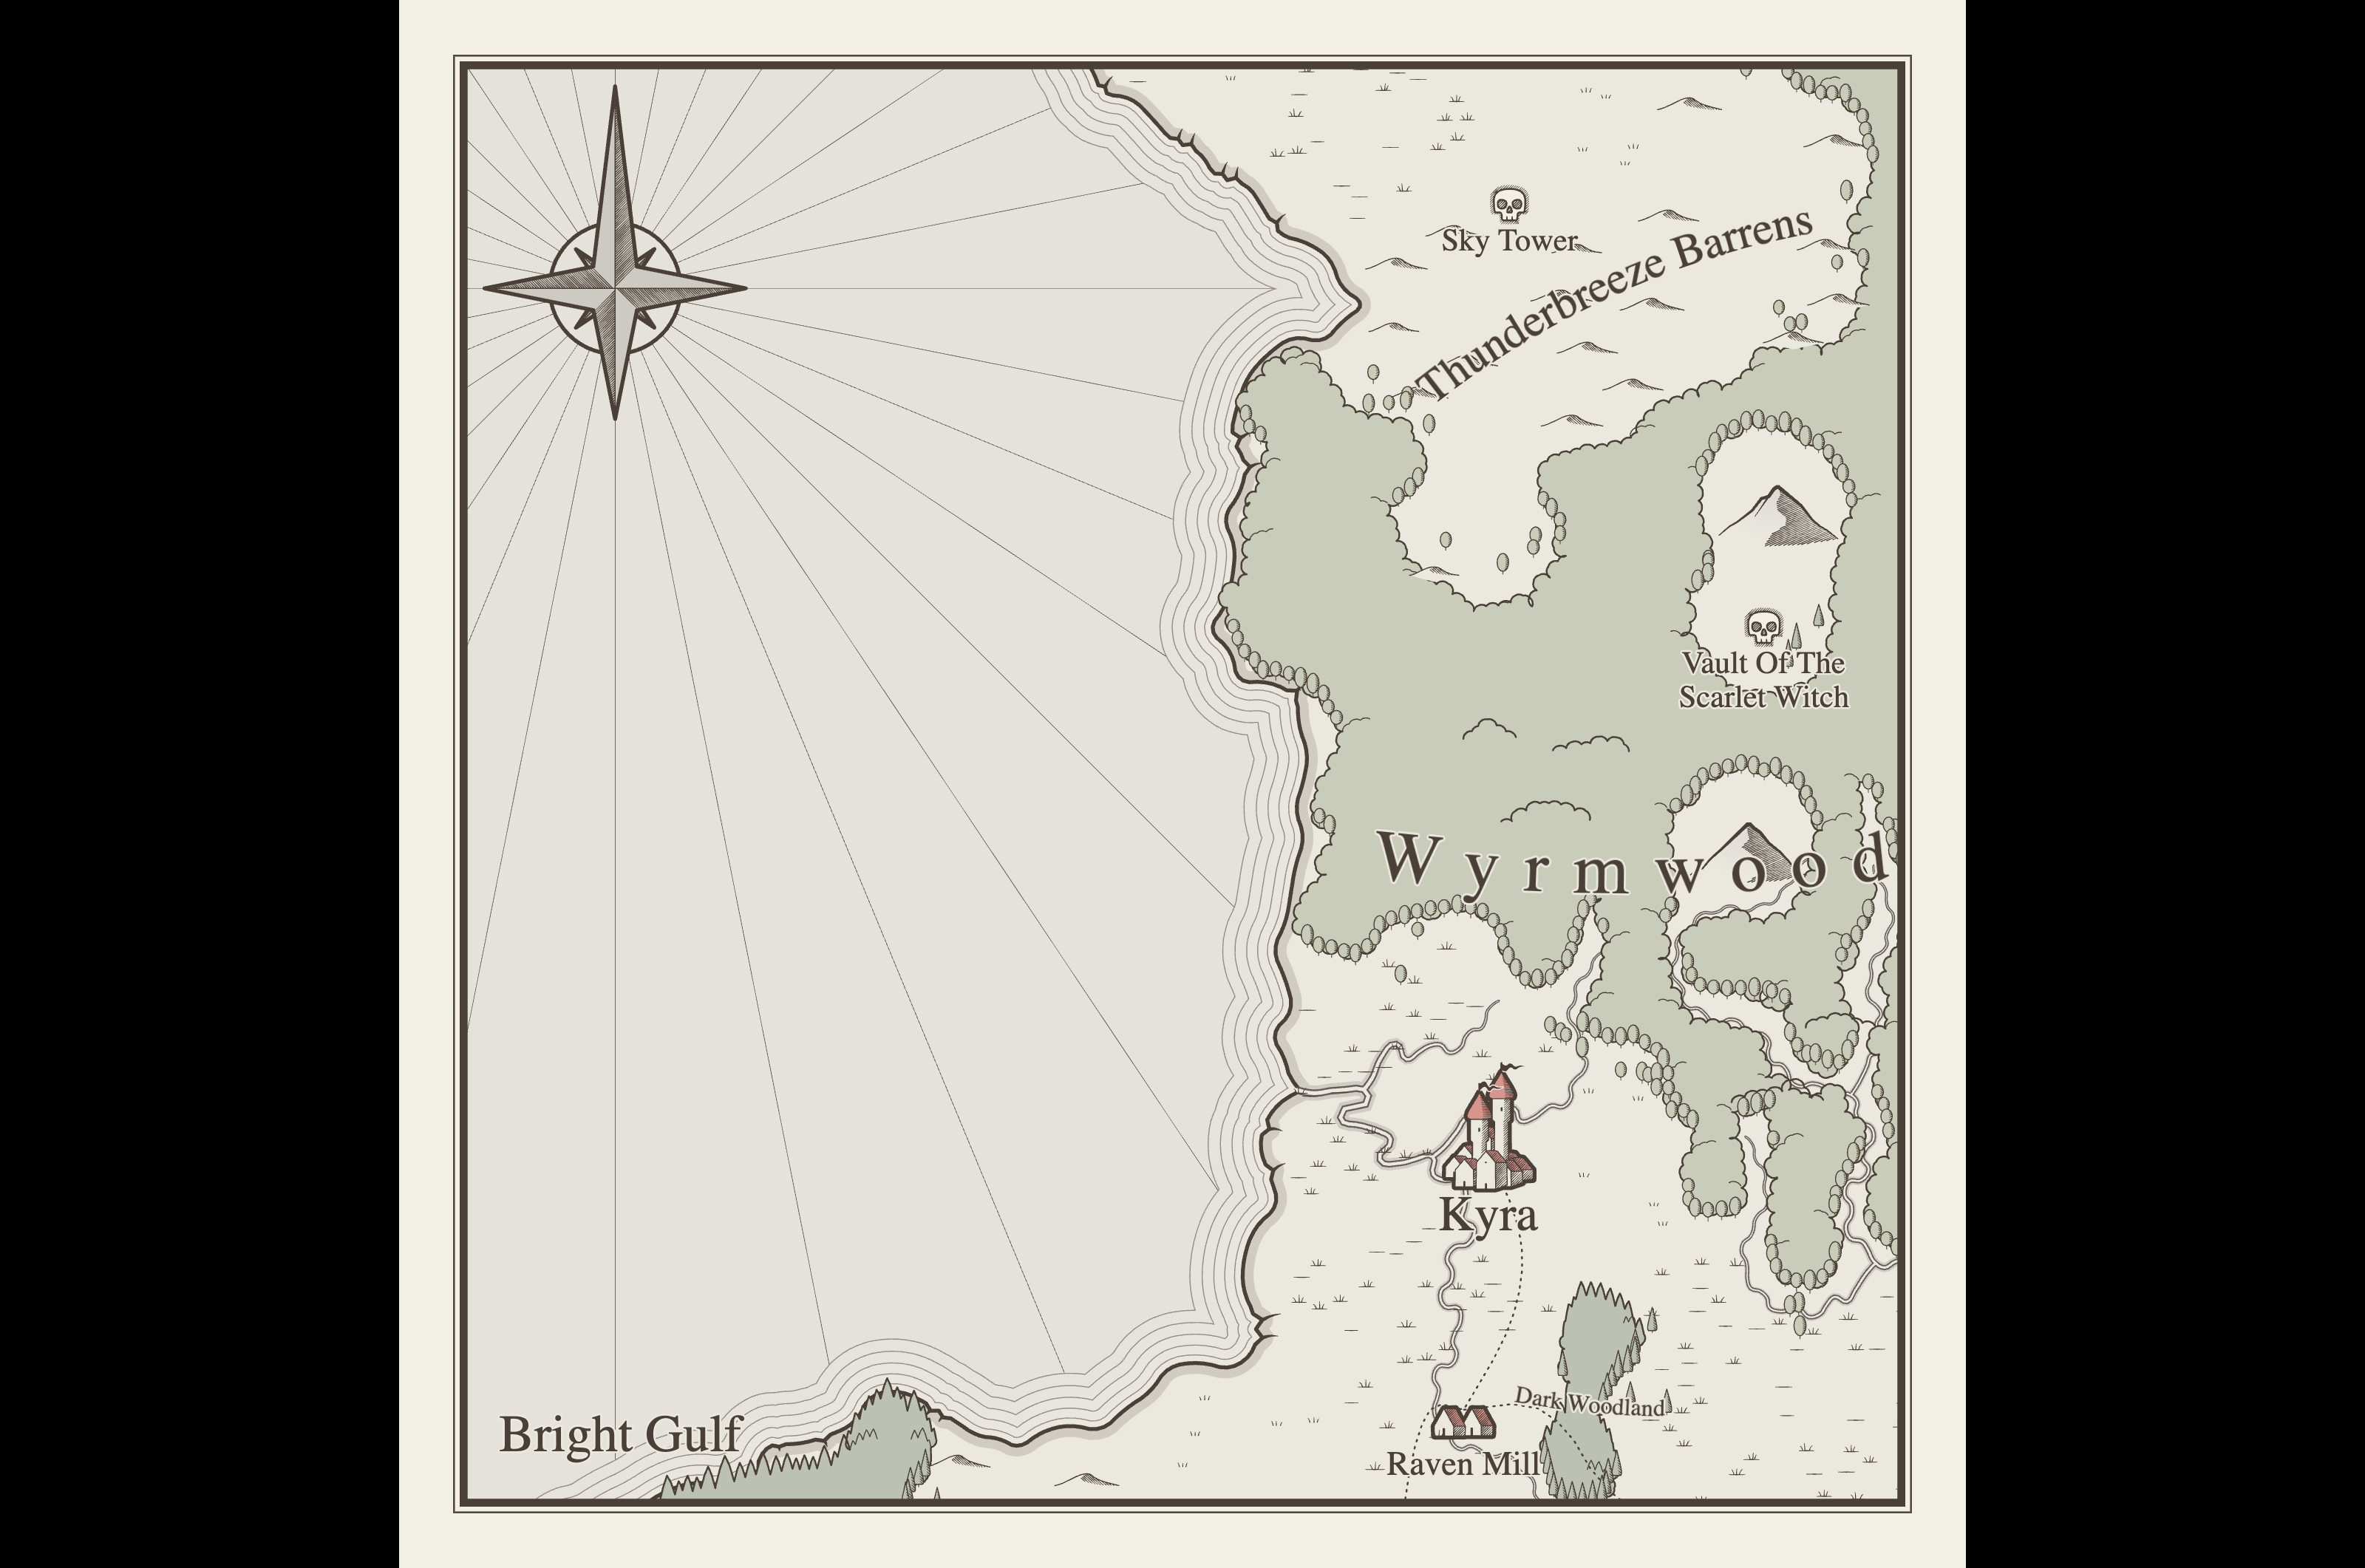 Sky Tower
Thunderbreeze Barrens
Vault Of The
Scarlet Witch
Wyrmwood
Kyra
Dark Woodland
Bright Gulf
Raven Mill